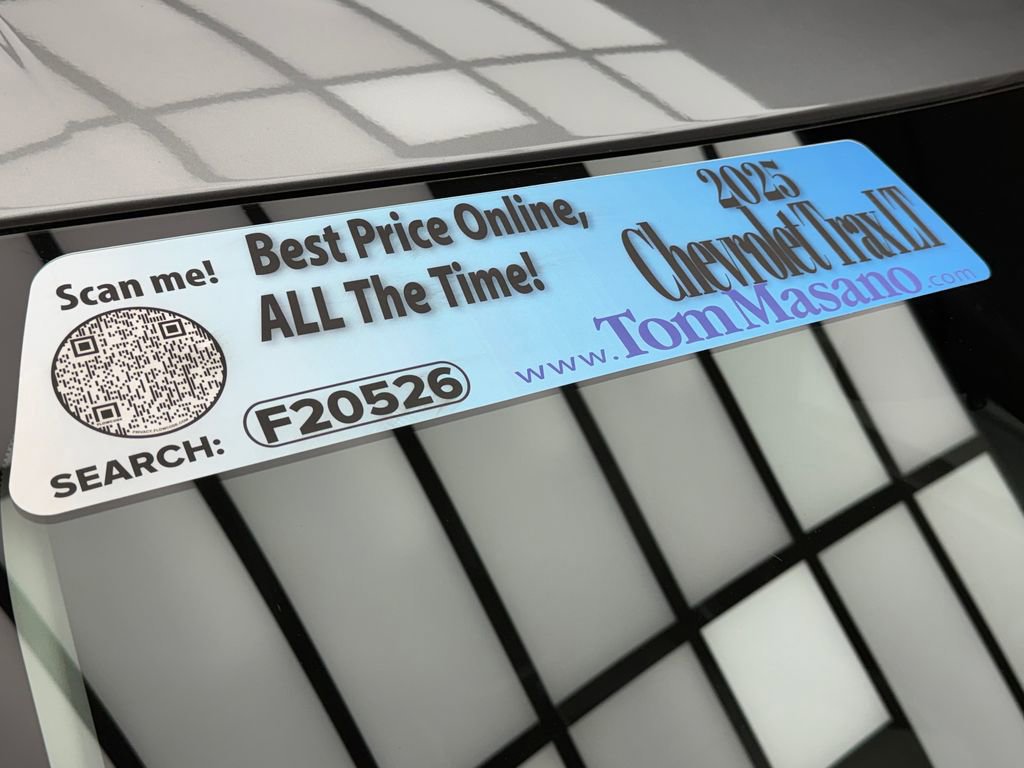 Scan me!
Best Price Online,
ALL The Time!
SEARCH:
F20526
2025
Chevrolet Trax LT
www.TomMasano.com